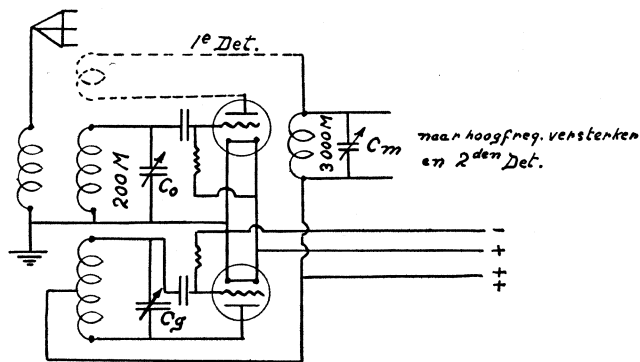 1e Det.
200 M
Co
3000 M
Cm
naar hoogfreq. versterker
en 2den Det.
-
+
+
+
Cg